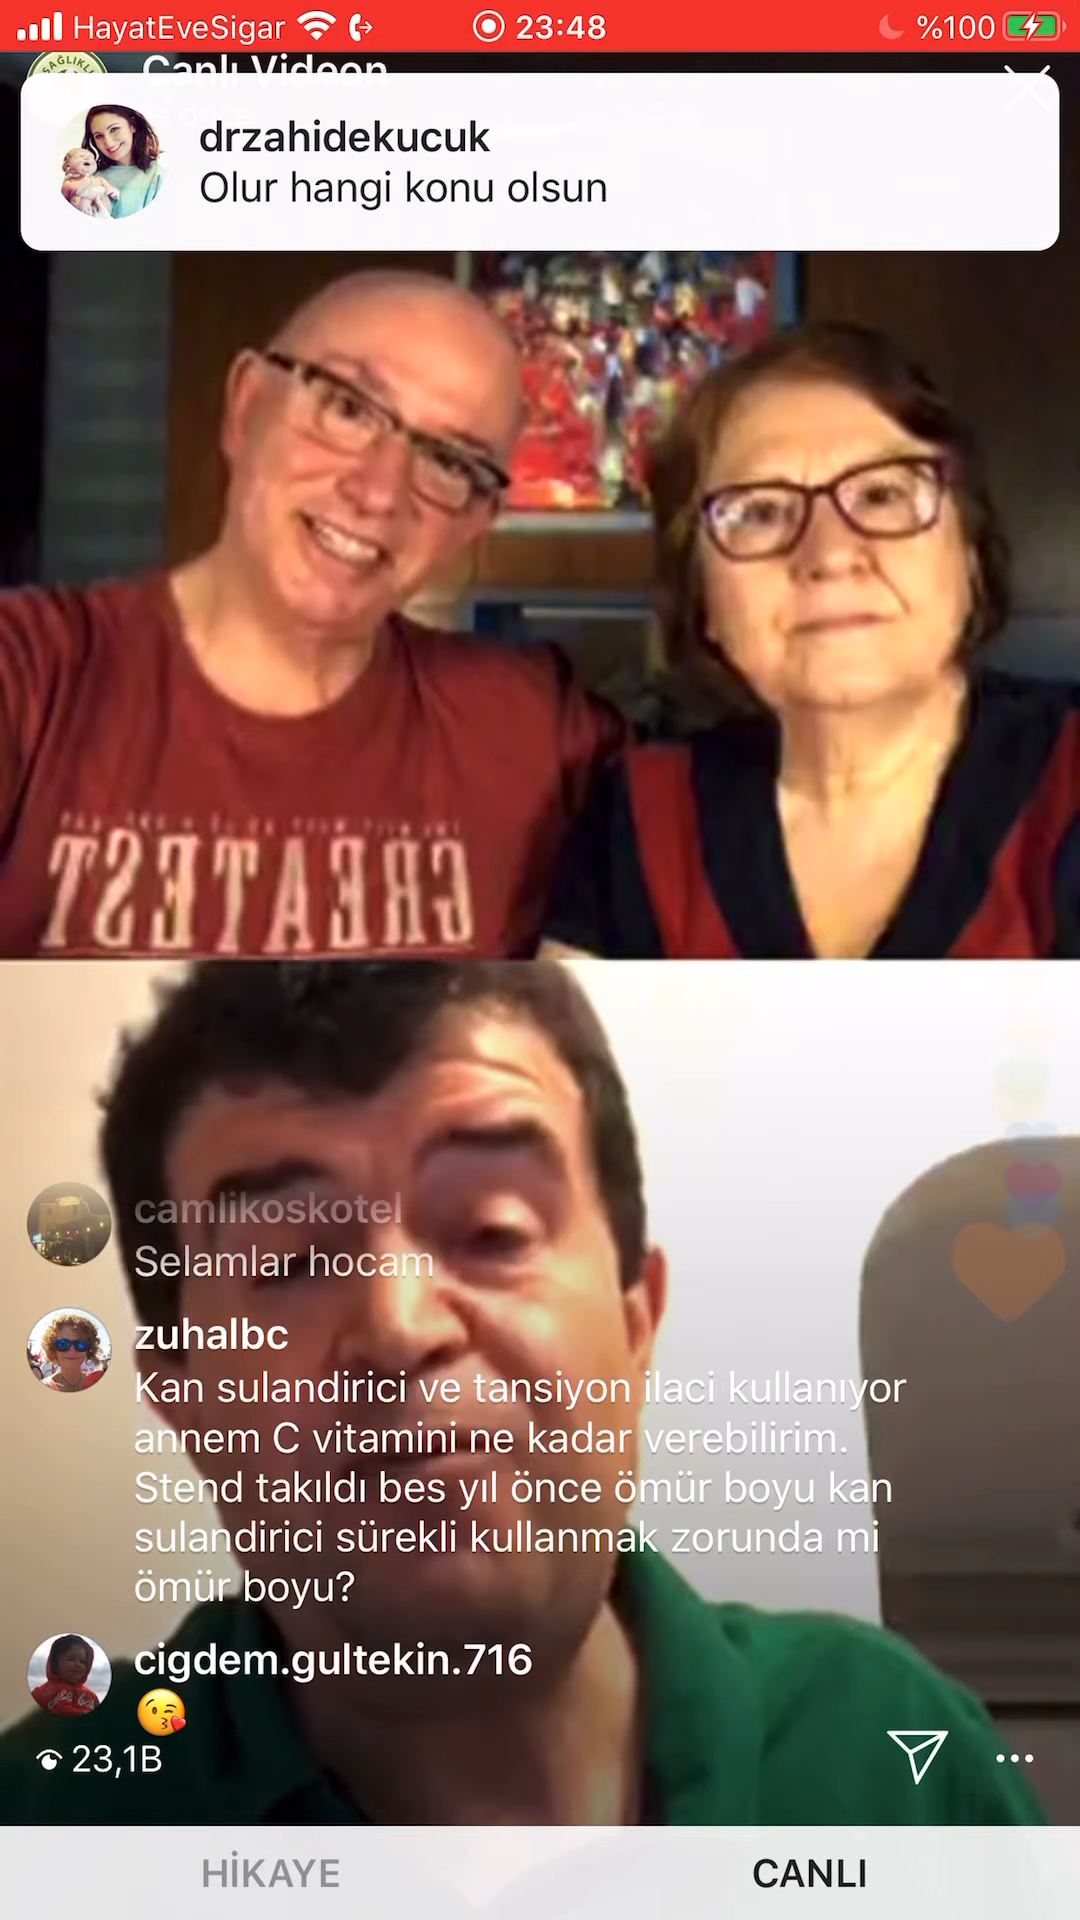 HayatEveSigar
23:48
%100
SAĞLIKL
Canlı Videon
drzahidekucuk
Olur hangi konu olsun
GREATEST
camlikoskotel
Selamlar hocam
zuhalbc
Kan sulandirici ve tansiyon ilaci kullanıyor
annem C vitamini ne kadar verebilirim.
Stend takıldı bes yıl önce ömür boyu kan
sulandirici sürekli kullanmak zorunda mi
ömür boyu?
cigdem.gultekin.716
😘
23,1B
HİKAYE
CANLI